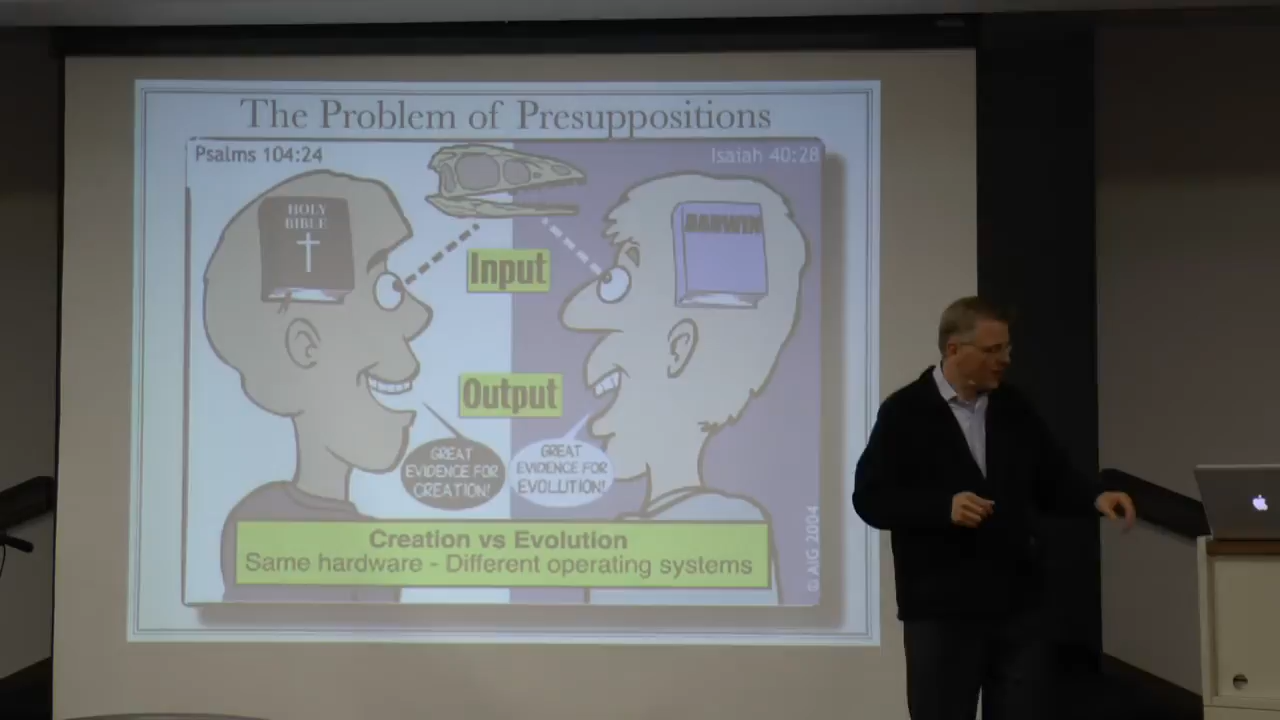 The Problem of Presuppositions
Psalms 104:24
Isaiah 40:28
HOLY
BIBLE
DARWIN
Input
Output
GREAT
EVIDENCE FOR
CREATION!
GREAT
EVIDENCE FOR
EVOLUTION!
Creation vs Evolution
Same hardware - Different operating systems
© AIG 2004